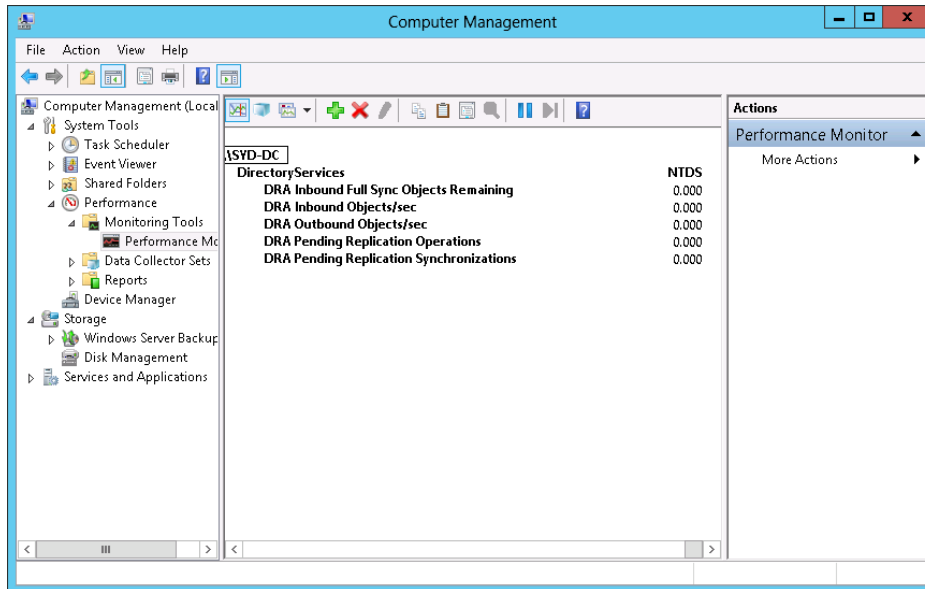 Computer Management
File Action View Help
Computer Management (Local
System Tools
Task Scheduler
Event Viewer
Shared Folders
Performance
Monitoring Tools
Performance Mo
Data Collector Sets
Reports
Device Manager
Storage
Windows Server Backup
Disk Management
Services and Applications
\SYD-DC
DirectoryServices NTDS
DRA Inbound Full Sync Objects Remaining 0.000
DRA Inbound Objects/sec 0.000
DRA Outbound Objects/sec 0.000
DRA Pending Replication Operations 0.000
DRA Pending Replication Synchronizations 0.000
Actions
Performance Monitor
More Actions